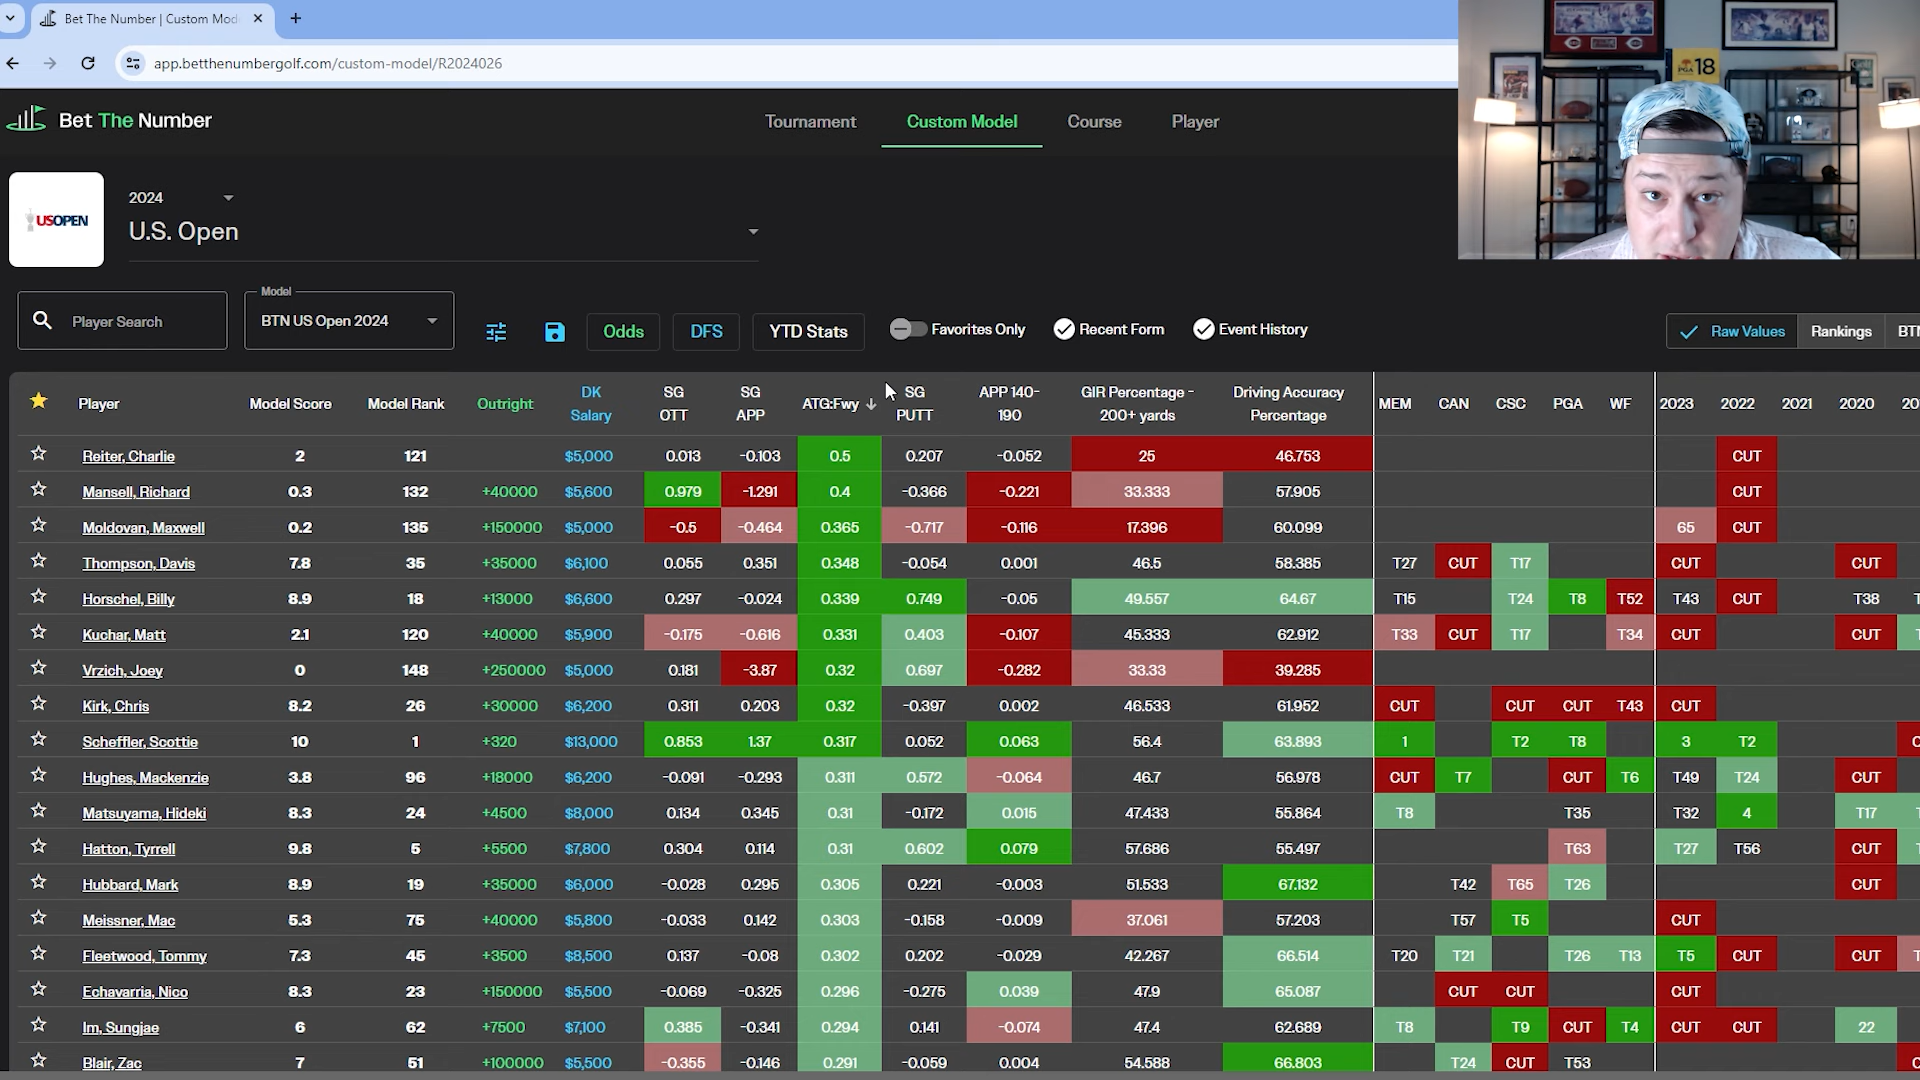 Bet The Number | Custom Mod
app.betthenumbergolf.com/custom-model/R2024026
PGA 18
Bet The Number
Tournament Custom Model Course Player
2024
USOPEN
U.S. Open
Model
Player Search BTN US Open 2024 Odds DFS YTD Stats Favorites Only Recent Form Event History Raw Values Rankings BT
Player Model Score Model Rank Outright DK Salary SG OTT SG APP ATG:Fwy SG PUTT APP 140-190 GIR Percentage - 200+ yards Driving Accuracy Percentage MEM CAN CSC PGA WF 2023 2022 2021 2020 20
Reiter, Charlie 2 121 $5,000 0.013 -0.103 0.5 0.207 -0.052 25 46.753 CUT
Mansell, Richard 0.3 132 +40000 $5,600 0.979 -1.291 0.4 -0.366 -0.221 33.333 57.905 CUT
Moldovan, Maxwell 0.2 135 +150000 $5,000 -0.5 -0.464 0.365 -0.717 -0.116 17.396 60.099 65 CUT
Thompson, Davis 7.8 35 +35000 $6,100 0.055 0.351 0.348 -0.054 0.001 46.5 58.385 T27 CUT T17 CUT CUT
Horschel, Billy 8.9 18 +13000 $6,600 0.297 -0.024 0.339 0.749 -0.05 49.557 64.67 T15 T24 T8 T52 T43 CUT T38
Kuchar, Matt 2.1 120 +40000 $5,900 -0.175 -0.616 0.331 0.403 -0.107 45.333 62.912 T33 CUT T17 T34 CUT CUT
Vrzich, Joey 0 148 +250000 $5,000 0.181 -3.87 0.32 0.697 -0.282 33.33 39.285
Kirk, Chris 8.2 26 +30000 $6,200 0.311 0.203 0.32 -0.397 0.002 46.533 61.952 CUT CUT CUT T43 CUT
Scheffler, Scottie 10 1 +320 $13,000 0.853 1.37 0.317 0.052 0.063 56.4 63.893 1 T2 T8 3 T2
Hughes, Mackenzie 3.8 96 +18000 $6,200 -0.091 -0.293 0.311 0.572 -0.064 46.7 56.978 CUT T7 CUT T6 T49 T24 CUT
Matsuyama, Hideki 8.3 24 +4500 $8,000 0.134 0.345 0.31 -0.172 0.015 47.433 55.864 T8 T35 T32 4 T17
Hatton, Tyrrell 9.8 5 +5500 $7,800 0.304 0.114 0.31 0.602 0.079 57.686 55.497 T63 T27 T56 CUT
Hubbard, Mark 8.9 19 +35000 $6,000 -0.028 0.295 0.305 0.221 -0.003 51.533 67.132 T42 T65 T26 CUT
Meissner, Mac 5.3 75 +40000 $5,800 -0.033 0.142 0.303 -0.158 -0.009 37.061 57.203 T57 T5 CUT
Fleetwood, Tommy 7.3 45 +3500 $8,500 0.137 -0.08 0.302 0.202 -0.029 42.267 66.514 T20 T21 T26 T13 T5 CUT CUT
Echavarria, Nico 8.3 23 +150000 $5,500 -0.069 -0.325 0.296 -0.275 0.039 47.9 65.087 CUT CUT CUT
Im, Sungjae 6 62 +7500 $7,100 0.385 -0.341 0.294 0.141 -0.074 47.4 62.689 T8 T9 CUT T4 CUT CUT 22
Blair, Zac 7 51 +100000 $5,500 -0.355 -0.146 0.291 -0.059 0.004 54.588 66.803 T24 CUT T53